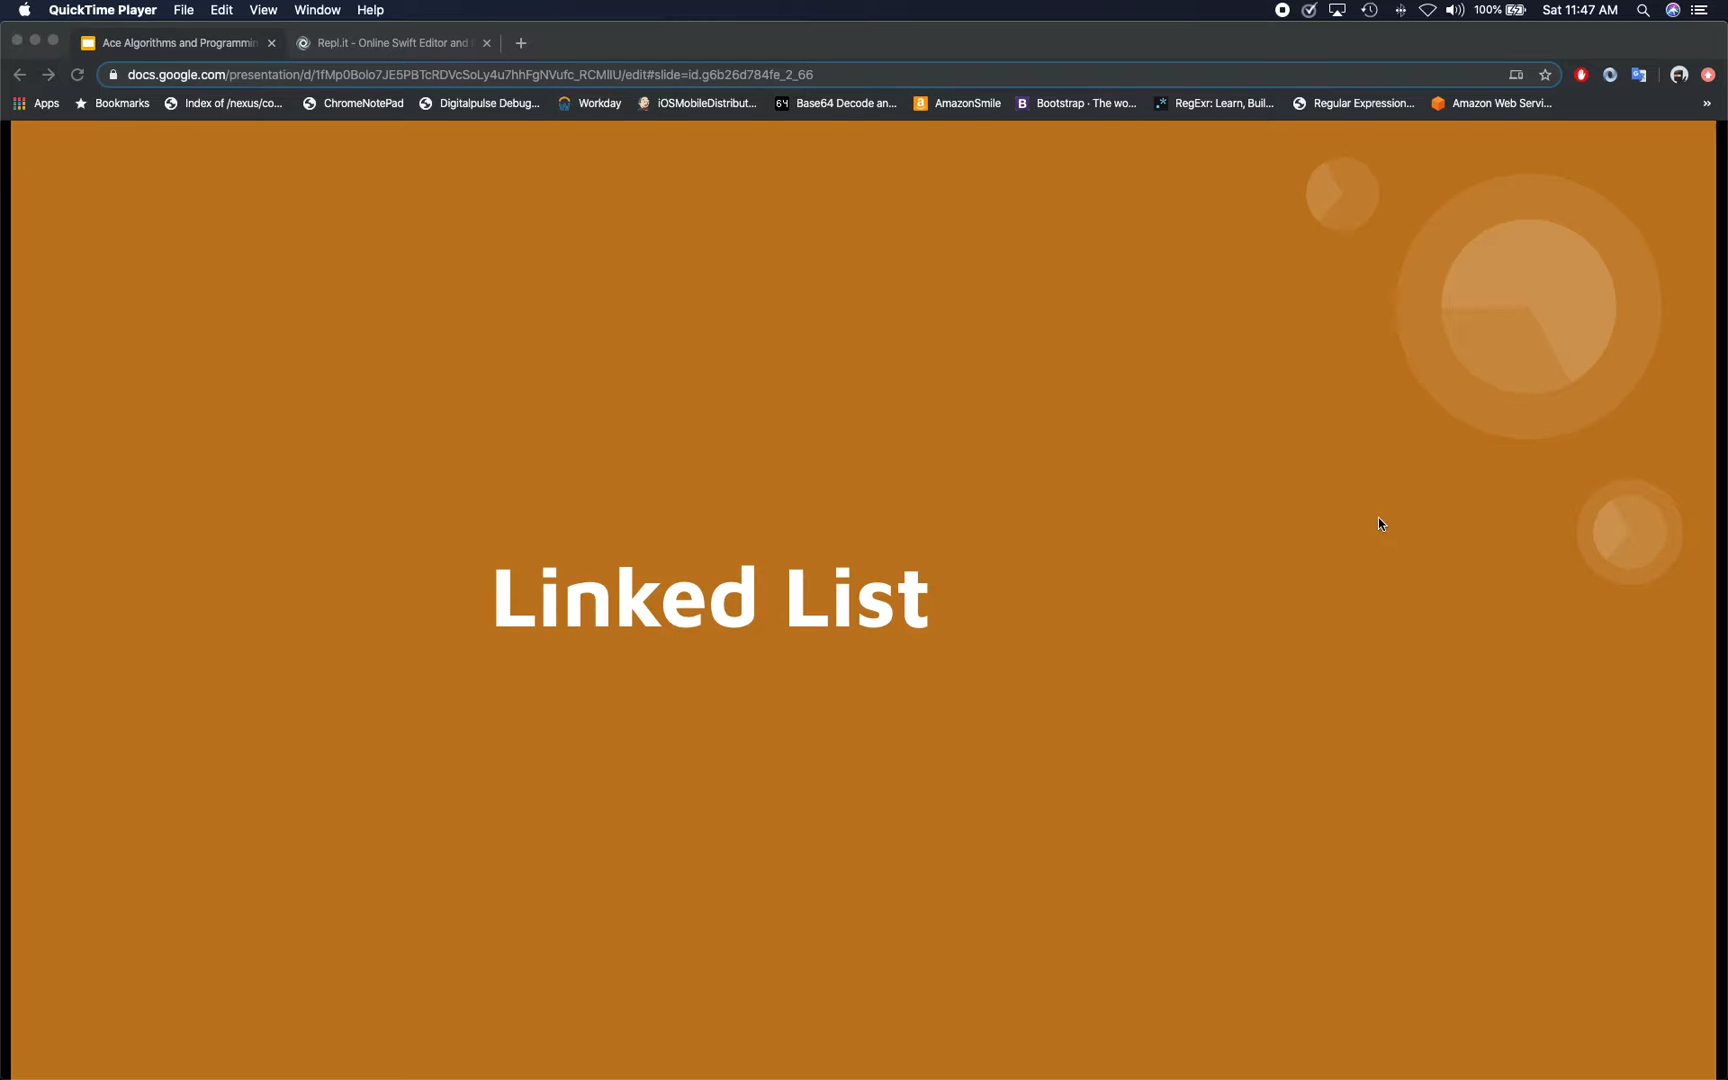 QuickTime Player File Edit View Window Help 100% Sat 11:47 AM
Ace Algorithms and Programmin Repl.it - Online Swift Editor and
docs.google.com/presentation/d/1fMp0Bolo7JE5PBTcRDVcSoLy4u7hhFgNVufc_RCMlIU/edit#slide=id.g6b26d784fe_2_66
Apps Bookmarks Index of /nexus/co... ChromeNotePad Digitalpulse Debug... Workday iOSMobileDistribut... 64 Base64 Decode an... a AmazonSmile B Bootstrap · The wo... .* RegExr: Learn, Buil... Regular Expression... Amazon Web Servi... »
Linked List